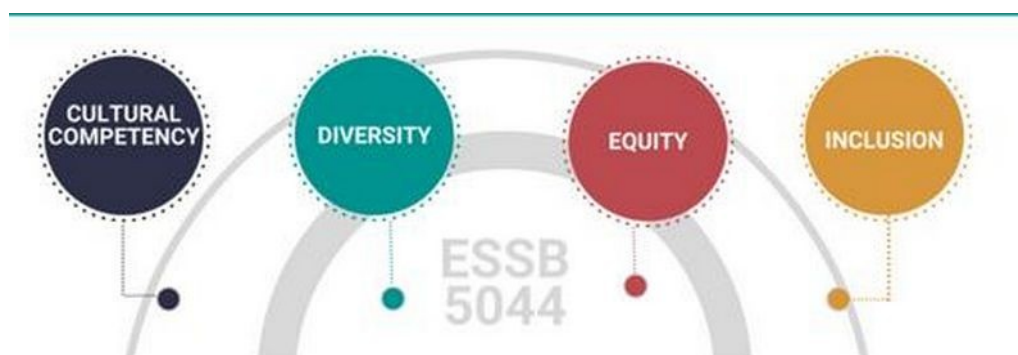 CULTURAL
COMPETENCY
DIVERSITY
EQUITY
INCLUSION
ESSB
5044